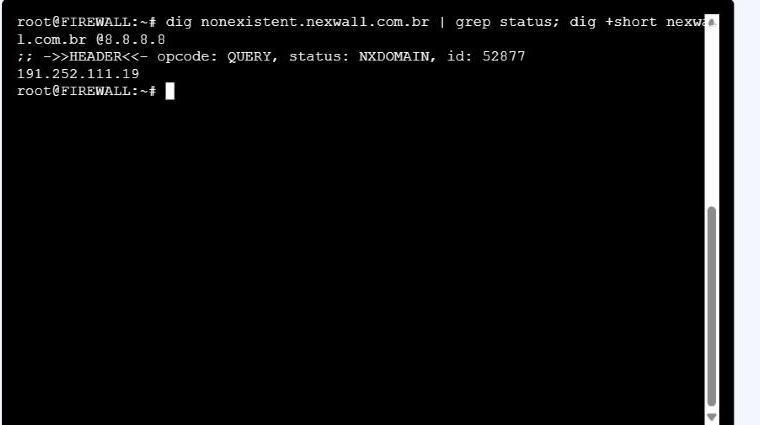 root@FIREWALL:~# dig nonexistent.nexwall.com.br | grep status; dig +short nexwa
l.com.br @8.8.8.8
;; ->>HEADER<<- opcode: QUERY, status: NXDOMAIN, id: 52877
191.252.111.19
root@FIREWALL:~#